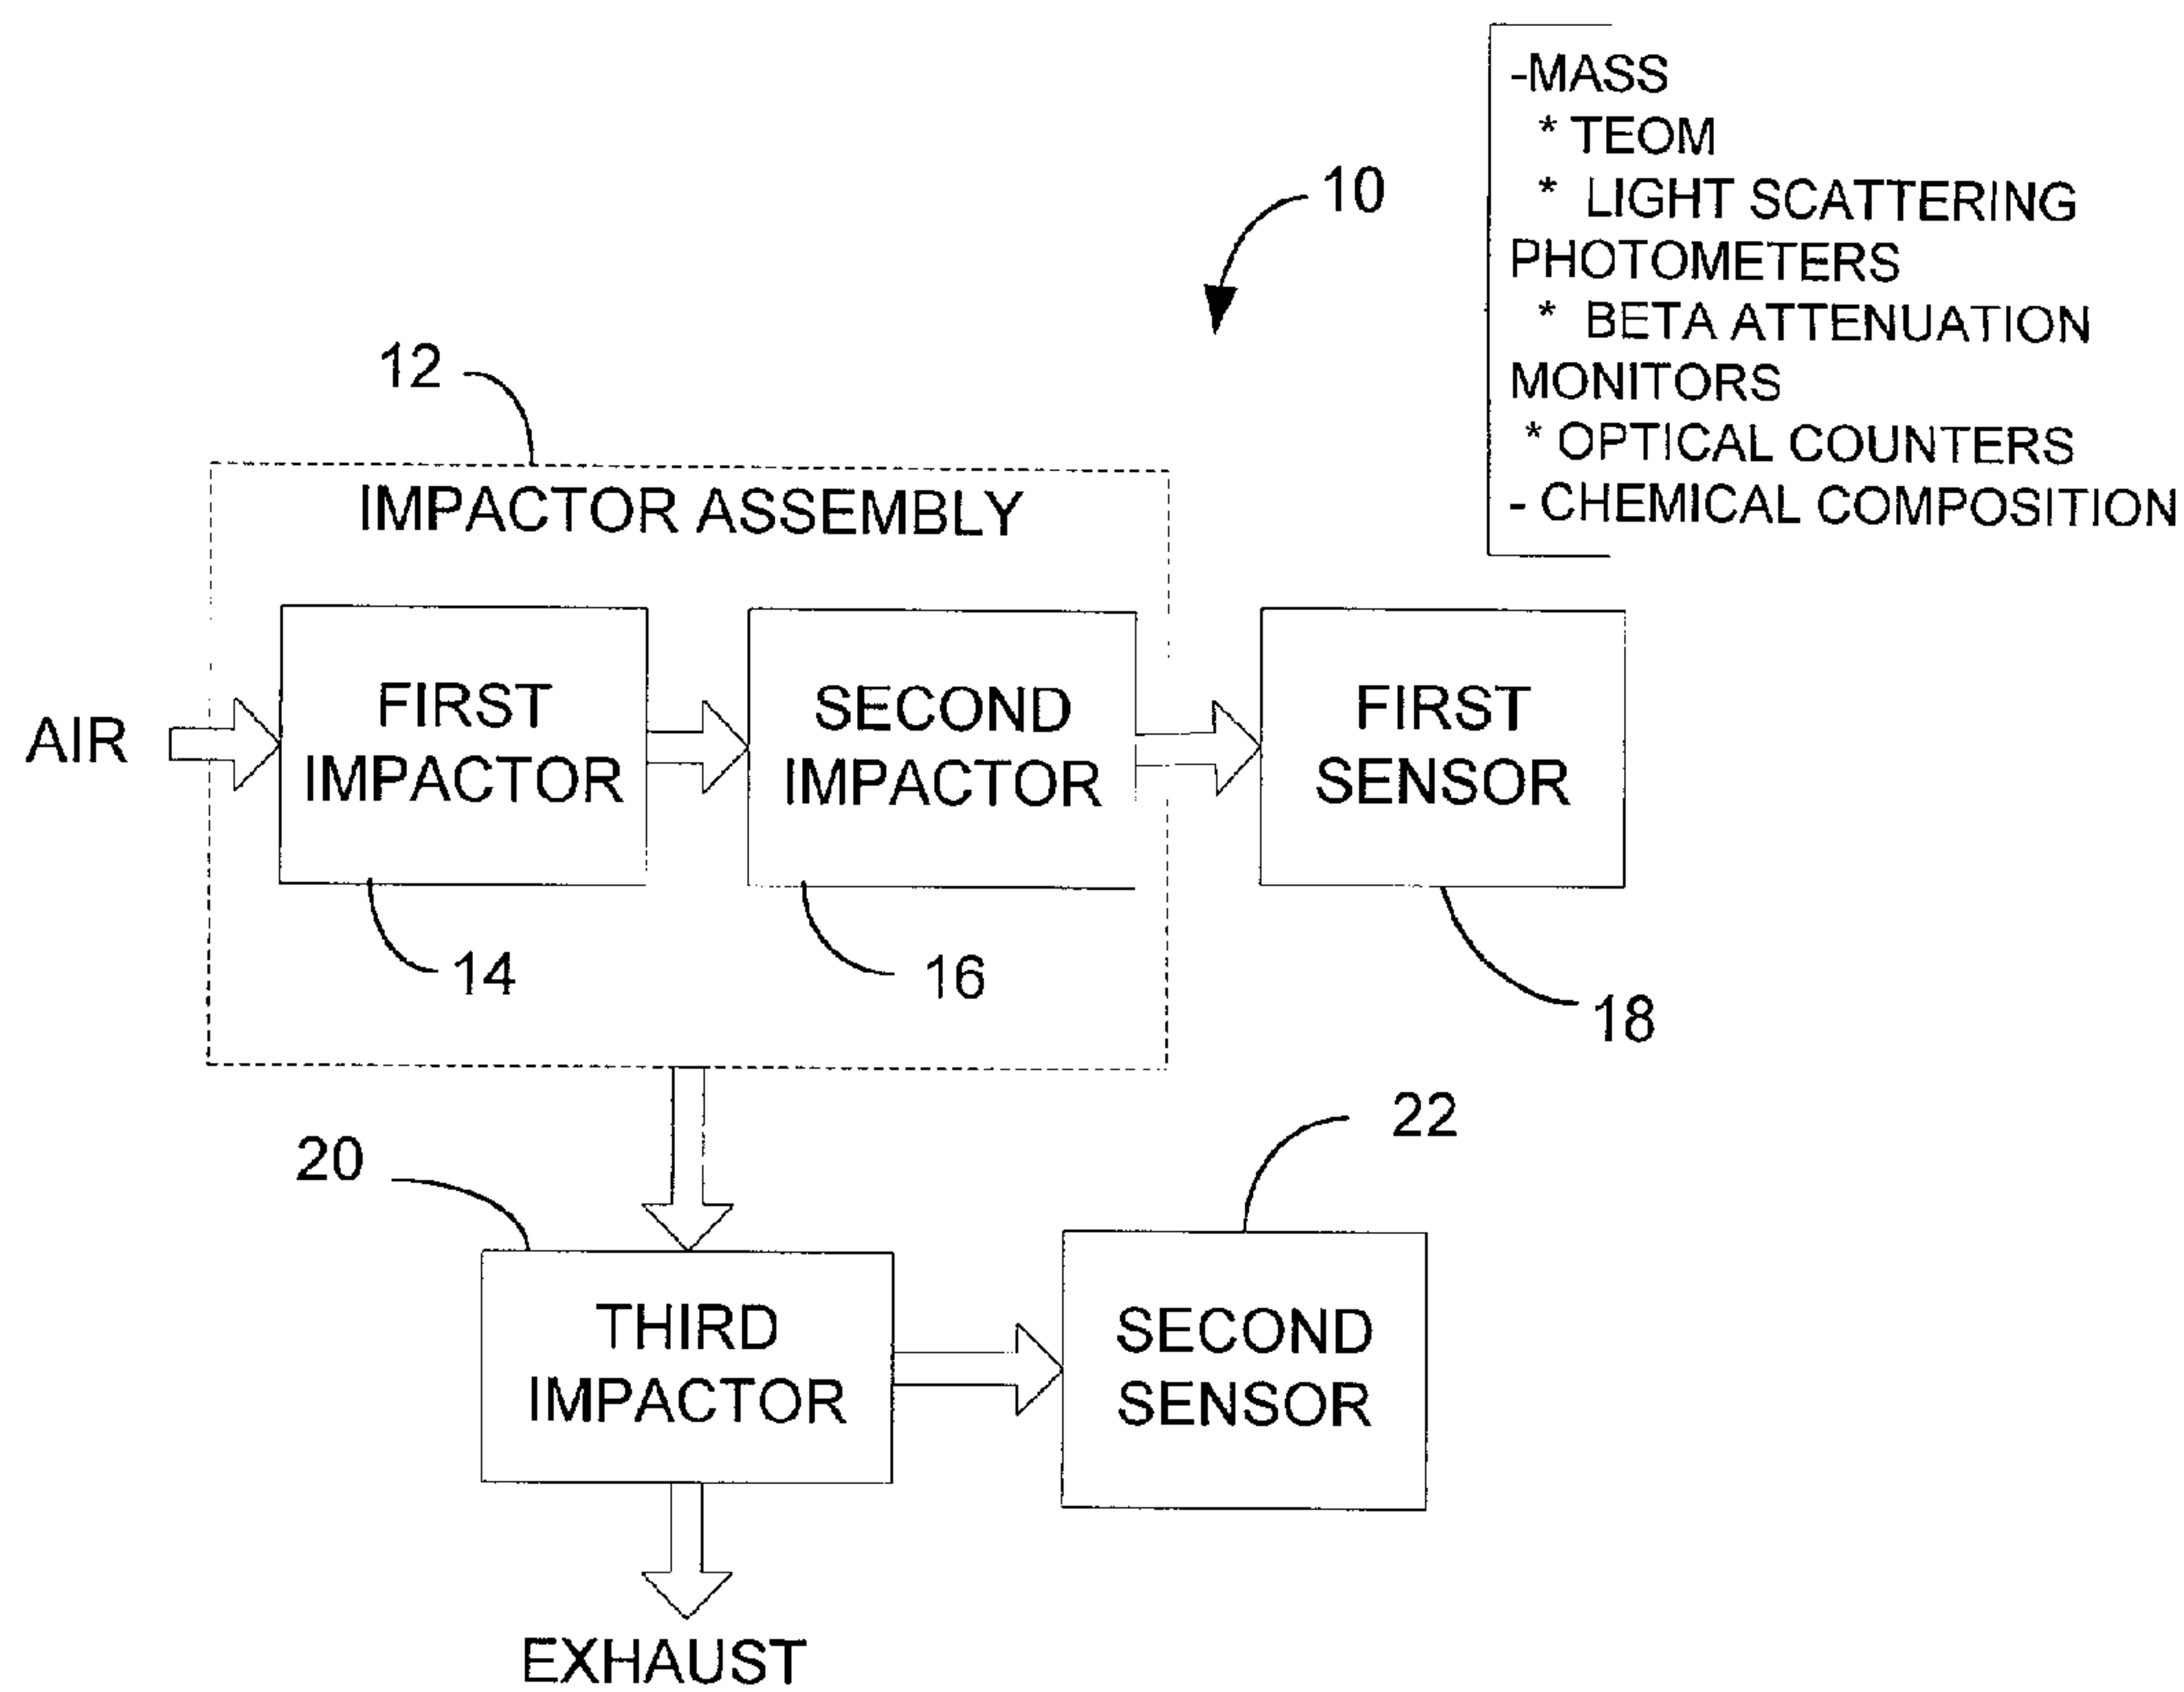 -MASS
* TEOM
* LIGHT SCATTERING
PHOTOMETERS
* BETA ATTENUATION
MONITORS
* OPTICAL COUNTERS
- CHEMICAL COMPOSITION
10
12
IMPACTOR ASSEMBLY
AIR
FIRST
IMPACTOR
SECOND
IMPACTOR
FIRST
SENSOR
14
16
18
20
22
THIRD
IMPACTOR
SECOND
SENSOR
EXHAUST